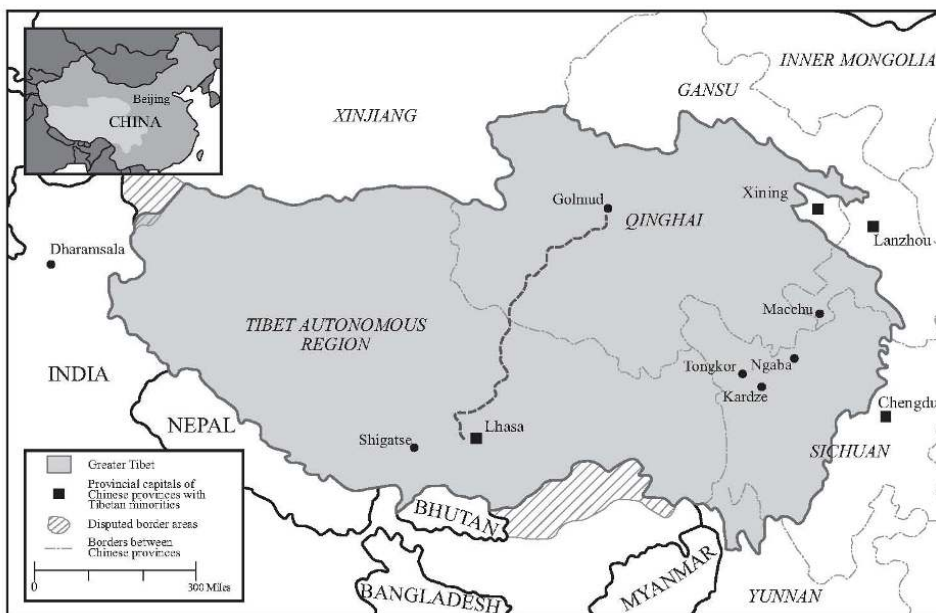 Beijing
CHINA
INNER MONGOLIA
GANSU
XINJIANG
Golmud
QINGHAI
Xining
Lanzhou
Dharamsala
Macchu
TIBET AUTONOMOUS
REGION
Tongkor
Ngaba
Kardze
INDIA
Chengdu
NEPAL
Lhasa
Shigatse
SICHUAN
Greater Tibet
Provincial capitals of
Chinese provinces with
Tibetan minorities
Disputed border areas
Borders between
Chinese provinces
0
300 Miles
BHUTAN
BANGLADESH
MYANMAR
YUNNAN